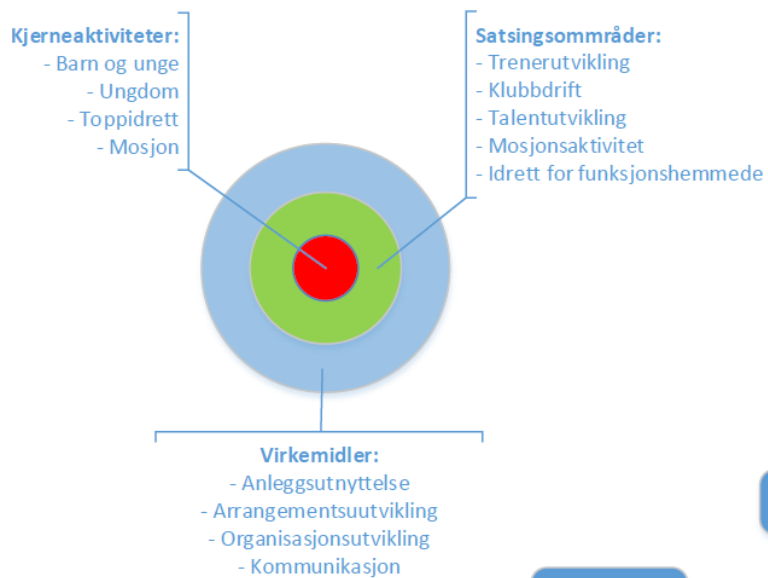 Kjerneaktiviteter:
- Barn og unge
- Ungdom
- Toppidrett
- Mosjon
Satsingsområder:
- Trenerutvikling
- Klubbdrift
- Talentutvikling
- Mosjonsaktivitet
- Idrett for funksjonshemmede
Virkemidler:
- Anleggsutnyttelse
- Arrangementsuutvikling
- Organisasjonsutvikling
- Kommunikasjon